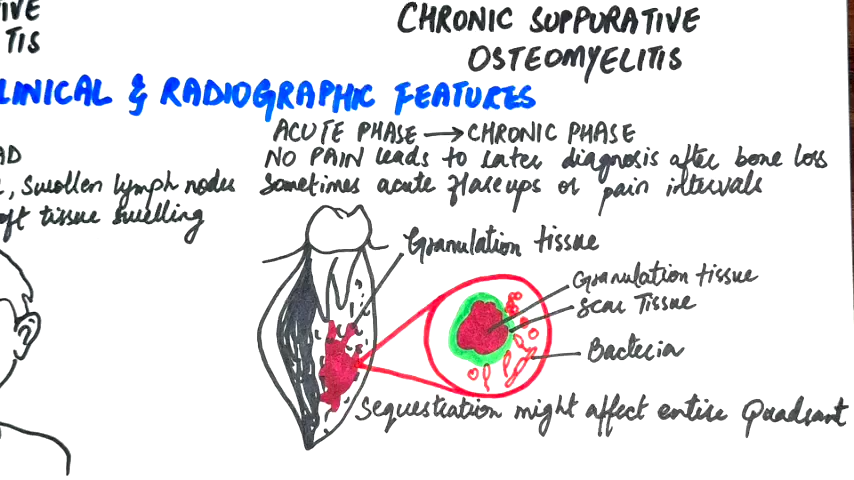 IVE
TIS
CHRONIC SUPPURATIVE
OSTEOMYELITIS
LINICAL & RADIOGRAPHIC FEATURES
ACUTE PHASE → CHRONIC PHASE
AD
NO PAIN leads to later diagnosis after bone loss
, Swollen lymph nodes
Sometimes acute flareups or pain intervals
oft tissue swelling
Granulation tissue
Granulation tissue
Scar Tissue
Bacteria
Sequestration might affect entire Quadrant